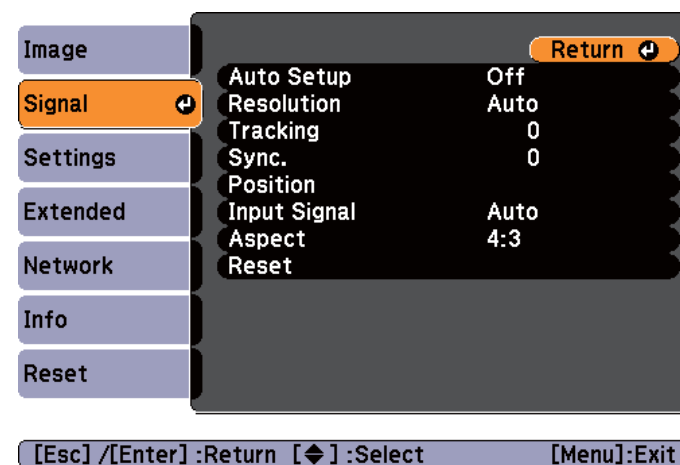 Image
Signal
Settings
Extended
Network
Info
Reset
Return
Auto Setup Off
Resolution Auto
Tracking 0
Sync. 0
Position
Input Signal Auto
Aspect 4:3
Reset
[Esc] /[Enter] :Return [◆] :Select [Menu]:Exit